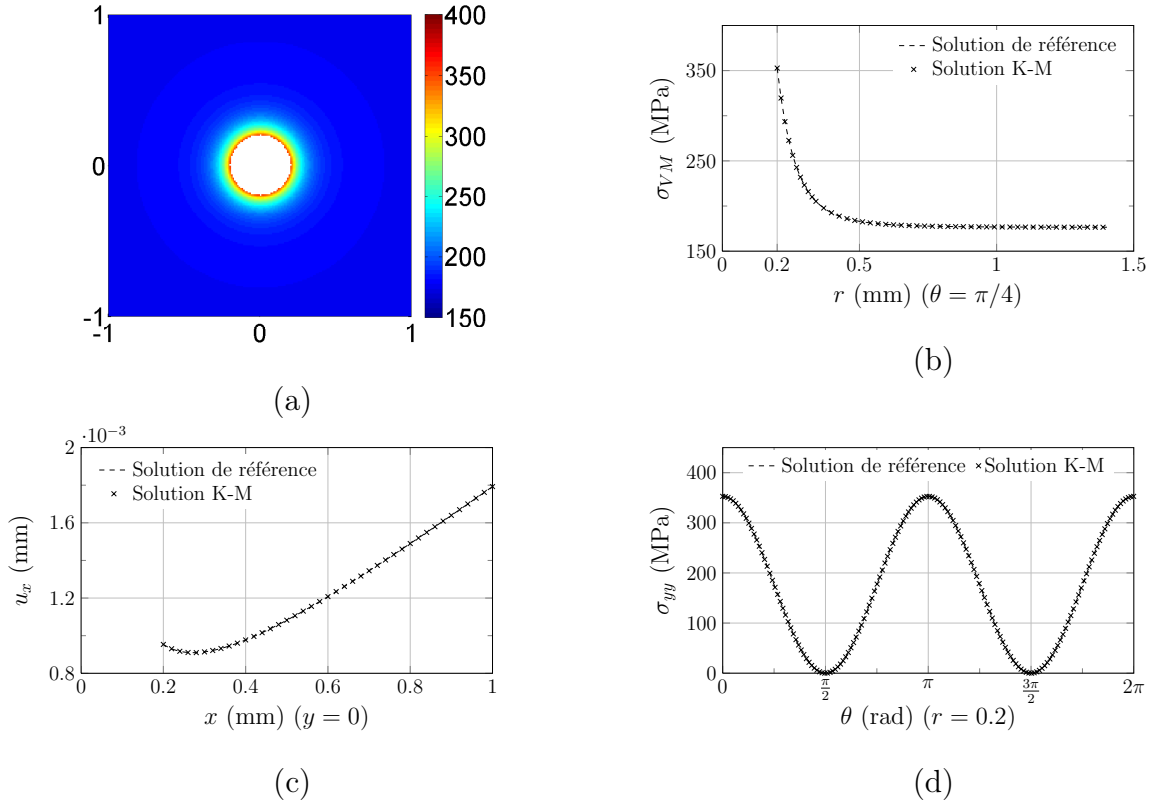 1
0
-1
-1
0
1
400
350
300
250
200
150
(a)
350
250
150
0
0.2
0.5
1
1.5
σVM (MPa)
r (mm) (θ = π/4)
Solution de référence
Solution K-M
(b)
·10⁻³
2
1.6
1.2
0.8
0
0.2
0.4
0.6
0.8
1
ux (mm)
x (mm) (y = 0)
Solution de référence
Solution K-M
(c)
400
300
200
100
0
0
π/2
π
3π/2
2π
σyy (MPa)
θ (rad) (r = 0.2)
Solution de référence
Solution K-M
(d)